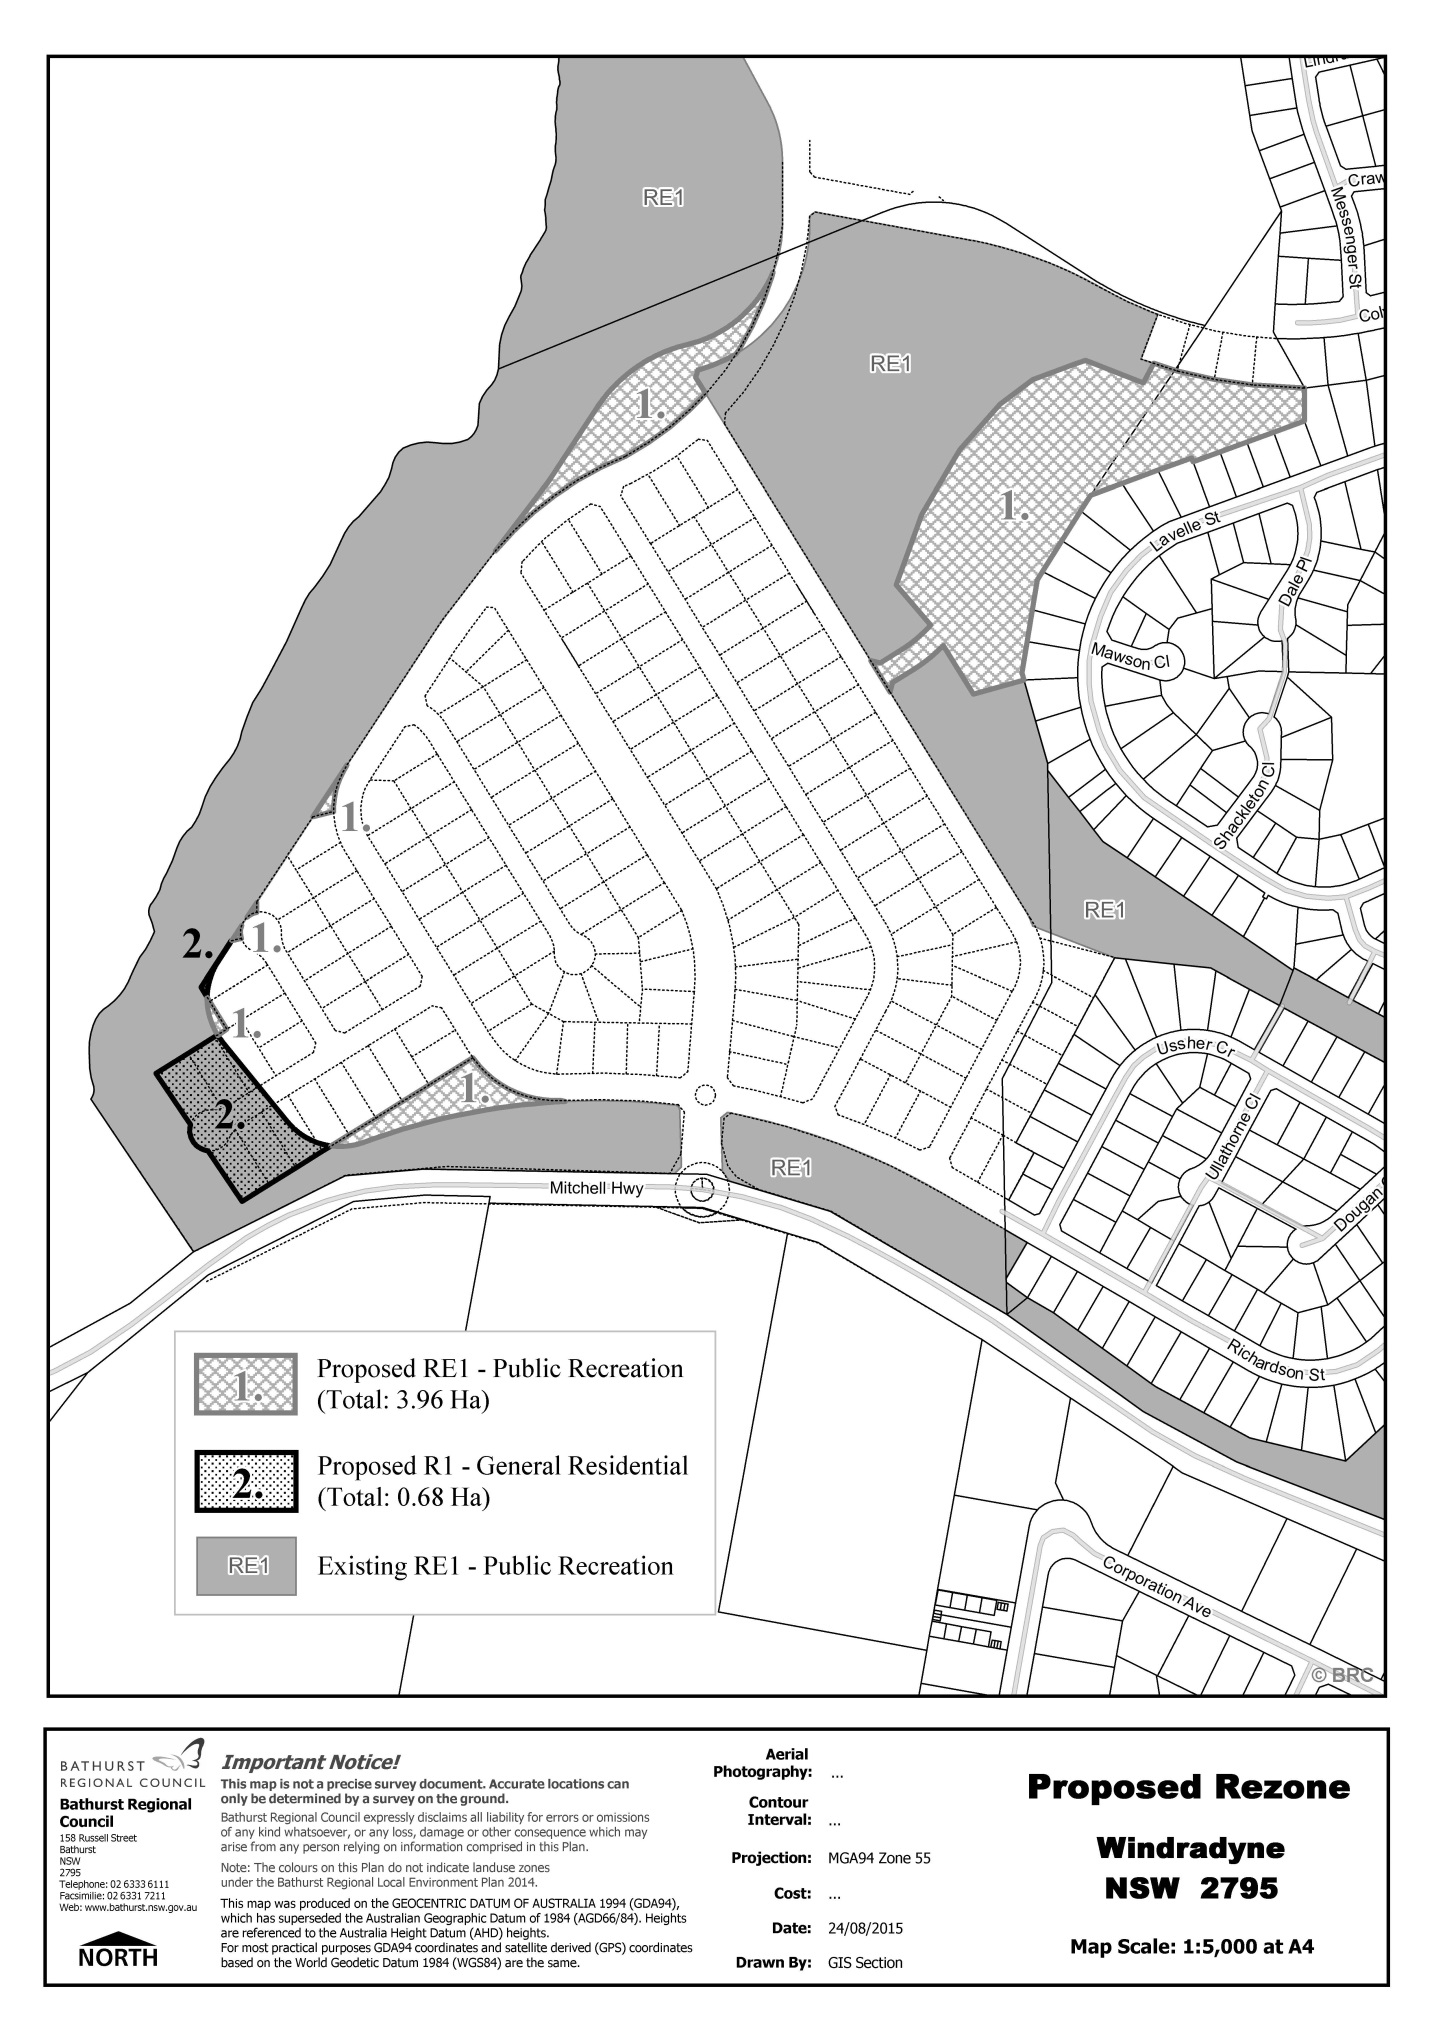 Messenger St
RE1
Craw
RE1
1.
1.
Lavelle St
Dale Pl
Mawson Cl
Shackleton Cl
1.
RE1
2.
1.
1.
Ussher Cr
2.
1.
Ullathorne Cl
RE1
Mitchell Hwy
Dougan
Richardson St
1.
Proposed RE1 - Public Recreation
(Total: 3.96 Ha)
2.
Proposed R1 - General Residential
(Total: 0.68 Ha)
RE1
Existing RE1 - Public Recreation
Corporation Ave
© BRC
BATHURST
REGIONAL COUNCIL
Bathurst Regional
Council
158 Russell Street
Bathurst
NSW
2795
Telephone: 02 6333 6111
Facsimilie: 02 6331 7211
Web: www.bathurst.nsw.gov.au
NORTH
Important Notice!
This map is not a precise survey document. Accurate locations can
only be determined by a survey on the ground.
Bathurst Regional Council expressly disclaims all liability for errors or omissions
of any kind whatsoever, or any loss, damage or other consequence which may
arise from any person relying on information comprised in this Plan.
Note: The colours on this Plan do not indicate landuse zones
under the Bathurst Regional Local Environment Plan 2014.
This map was produced on the GEOCENTRIC DATUM OF AUSTRALIA 1994 (GDA94),
which has superseded the Australian Geographic Datum of 1984 (AGD66/84). Heights
are referenced to the Australia Height Datum (AHD) heights.
For most practical purposes GDA94 coordinates and satellite derived (GPS) coordinates
based on the World Geodetic Datum 1984 (WGS84) are the same.
Aerial
Photography: ...
Contour
Interval: ...
Projection: MGA94 Zone 55
Cost: ...
Date: 24/08/2015
Drawn By: GIS Section
Proposed Rezone
Windradyne
NSW 2795
Map Scale: 1:5,000 at A4